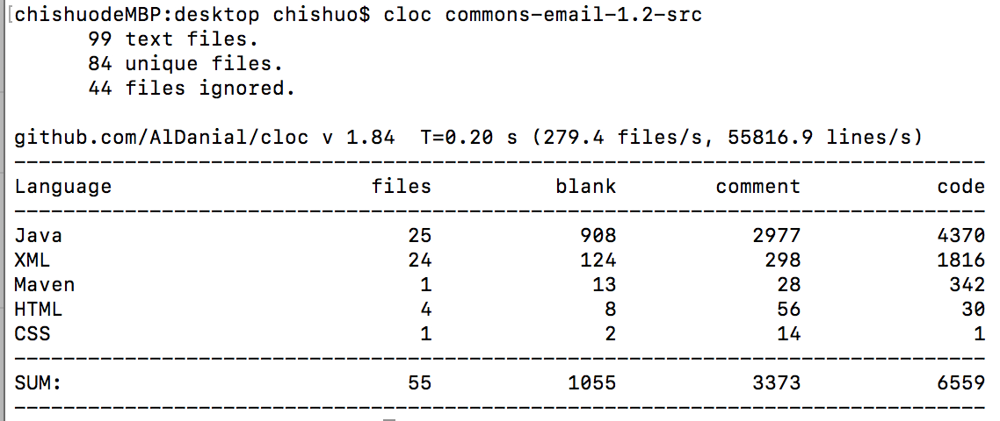 [chishuodeMBP:desktop chishuo$ cloc commons-email-1.2-src
      99 text files.
      84 unique files.
      44 files ignored.

github.com/AlDanial/cloc v 1.84  T=0.20 s (279.4 files/s, 55816.9 lines/s)
-------------------------------------------------------------------------------
Language                     files          blank        comment           code
-------------------------------------------------------------------------------
Java                            25            908           2977           4370
XML                             24            124            298           1816
Maven                            1             13             28            342
HTML                             4              8             56             30
CSS                              1              2             14              1
-------------------------------------------------------------------------------
SUM:                            55           1055           3373           6559
-------------------------------------------------------------------------------